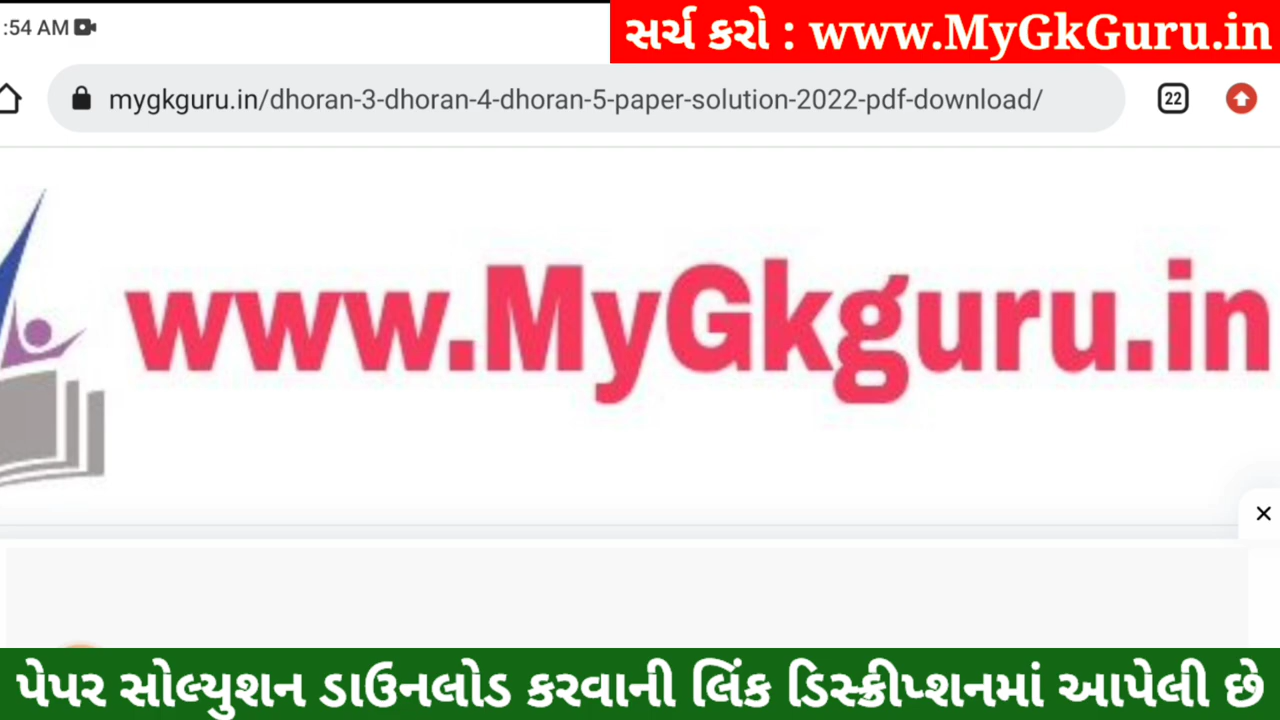 :54 AM
સર્ચ કરો : www.MyGkGuru.in
mygkguru.in/dhoran-3-dhoran-4-dhoran-5-paper-solution-2022-pdf-download/
22
www.MyGkguru.in
પેપર સોલ્યુશન ડાઉનલોડ કરવાની લિંક ડિસ્ક્રીપ્શનમાં આપેલી છે